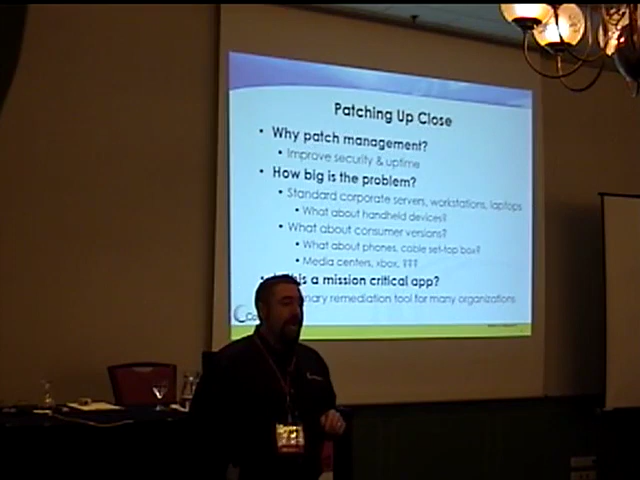 Patching Up Close
• Why patch management?
• Improve security & uptime
• How big is the problem?
• Standard corporate servers, workstations, laptops
• What about handheld devices?
• What about consumer versions?
• What about phones, cable set-top box?
• Media centers, xbox, ???
this a mission critical app?
remediation tool for many organizations
Co